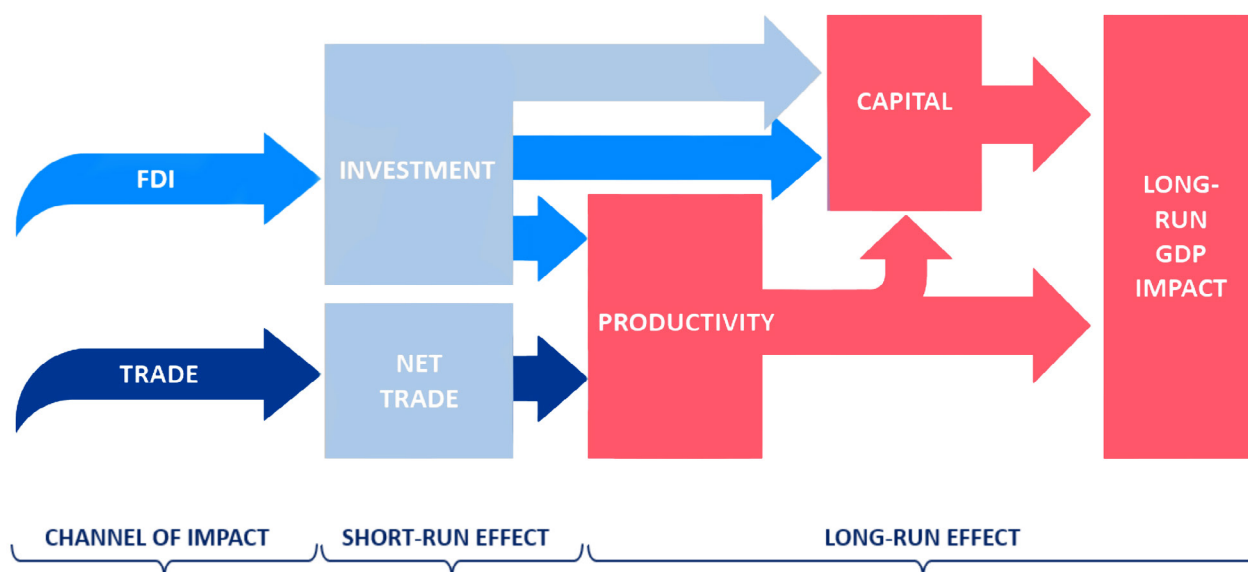 FDI
INVESTMENT
CAPITAL
LONG-
RUN
GDP
IMPACT
TRADE
NET
TRADE
PRODUCTIVITY
CHANNEL OF IMPACT
SHORT-RUN EFFECT
LONG-RUN EFFECT